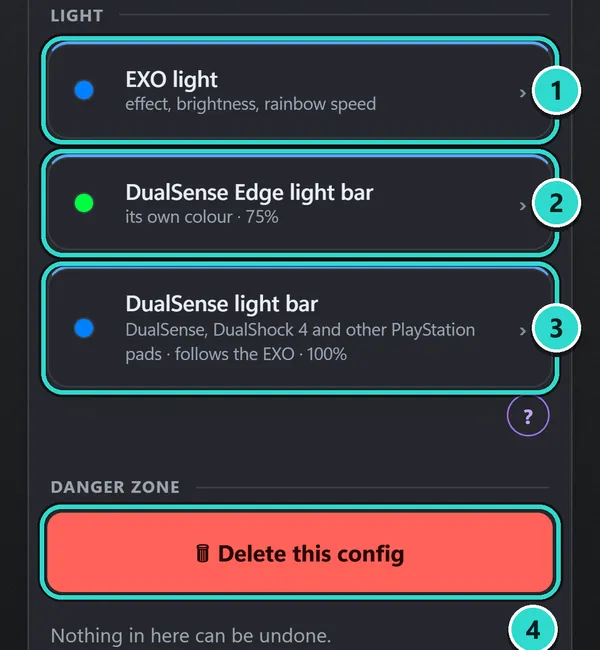 LIGHT
EXO light
effect, brightness, rainbow speed
1
DualSense Edge light bar
its own colour · 75%
2
DualSense light bar
DualSense, DualShock 4 and other PlayStation
pads · follows the EXO · 100%
3
?
DANGER ZONE
Delete this config
4
Nothing in here can be undone.